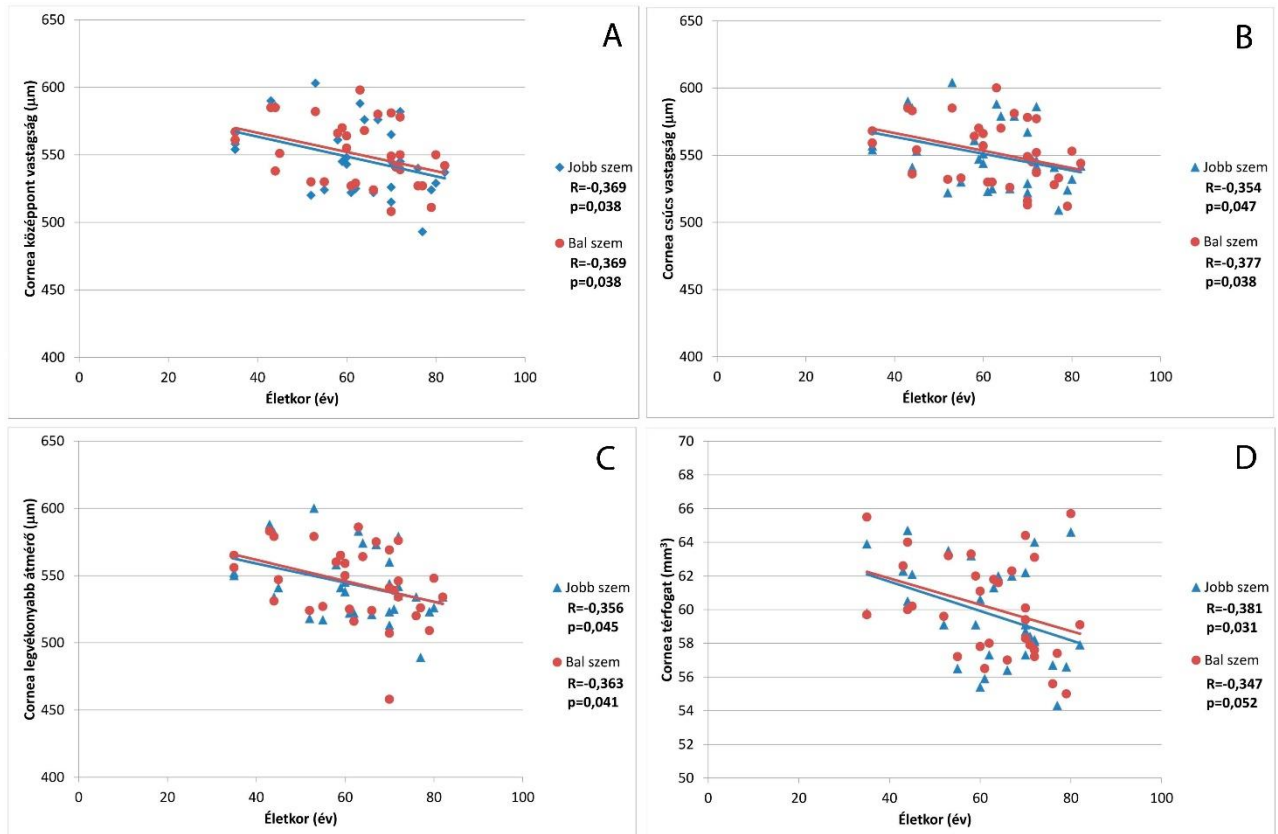 A
Cornea középpont vastagság (µm)
650
600
550
500
450
400
0 20 40 60 80 100
Életkor (év)
Jobb szem
R=-0,369
p=0,038
Bal szem
R=-0,369
p=0,038
B
Cornea csúcs vastagság (µm)
650
600
550
500
450
400
0 20 40 60 80 100
Életkor (év)
Jobb szem
R=-0,354
p=0,047
Bal szem
R=-0,377
p=0,038
C
Cornea legvékonyabb átmérő (µm)
650
600
550
500
450
400
0 20 40 60 80 100
Életkor (év)
Jobb szem
R=-0,356
p=0,045
Bal szem
R=-0,363
p=0,041
D
Cornea térfogat (mm³)
70
68
66
64
62
60
58
56
54
52
50
0 20 40 60 80 100
Életkor (év)
Jobb szem
R=-0,381
p=0,031
Bal szem
R=-0,347
p=0,052